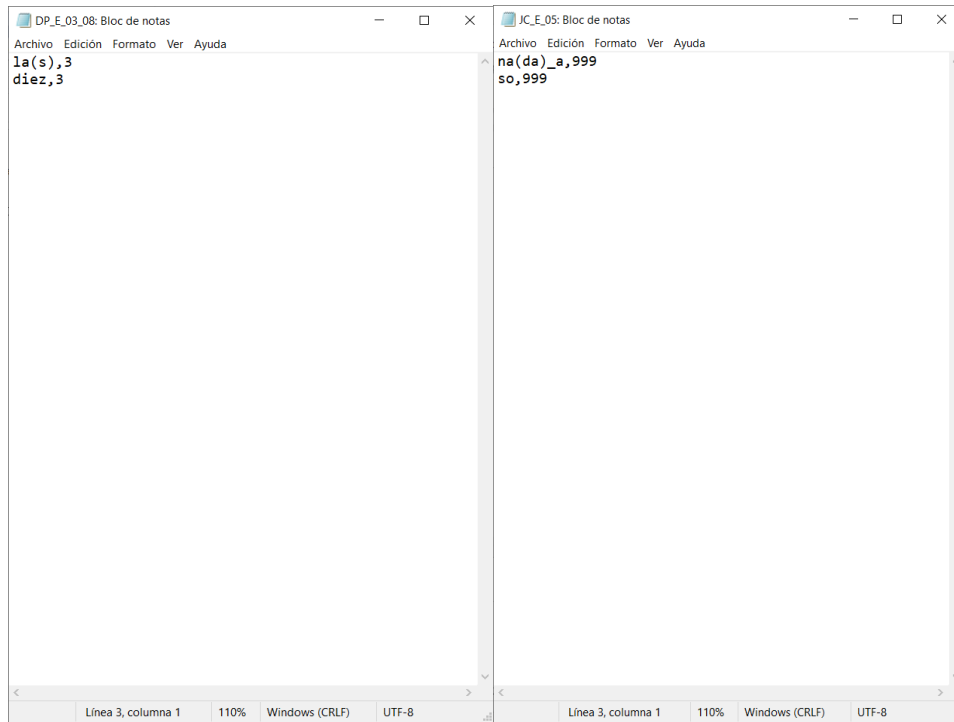 DP_E_03_08: Bloc de notas
Archivo Edición Formato Ver Ayuda
la(s),3
diez,3
Línea 3, columna 1 110% Windows (CRLF) UTF-8
JC_E_05: Bloc de notas
Archivo Edición Formato Ver Ayuda
na(da)_a,999
so,999
Línea 3, columna 1 110% Windows (CRLF) UTF-8